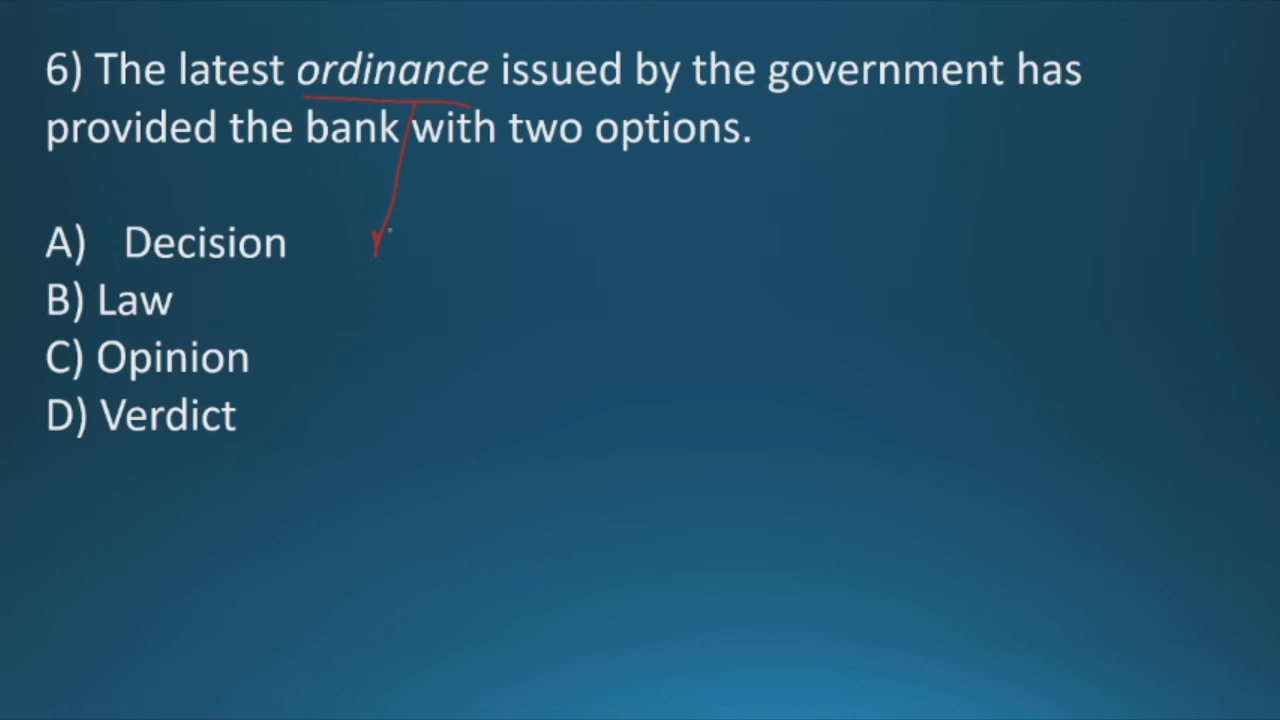 6) The latest ordinance issued by the government has
provided the bank with two options.
A) Decision
B) Law
C) Opinion
D) Verdict